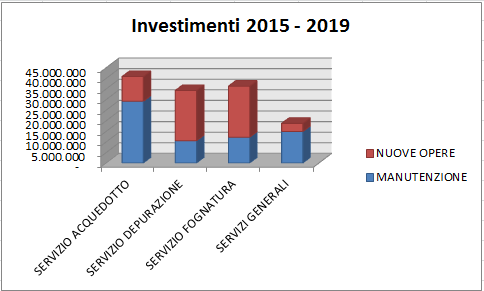 Investimenti 2015 - 2019
45.000.000
40.000.000
35.000.000
30.000.000
25.000.000
20.000.000
15.000.000
10.000.000
5.000.000
-
SERVIZIO ACQUEDOTTO
SERVIZIO DEPURAZIONE
SERVIZIO FOGNATURA
SERVIZI GENERALI
NUOVE OPERE
MANUTENZIONE